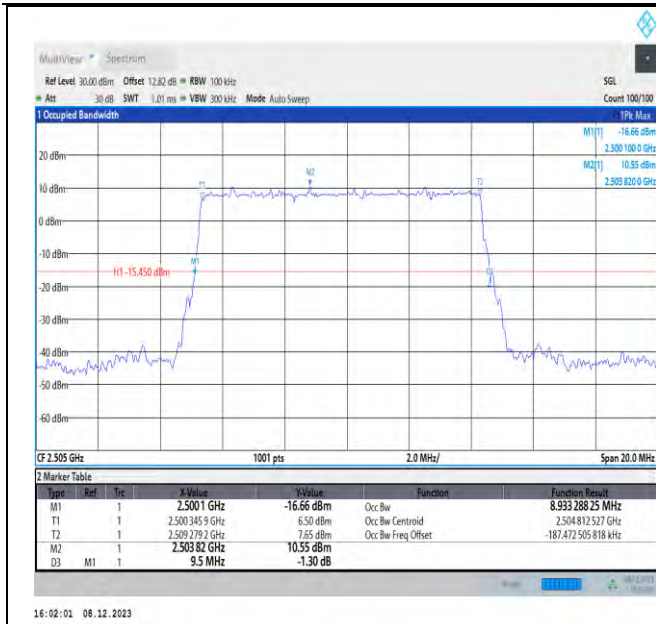 MultiView Spectrum
Ref Level 30.00 dBm Offset 12.82 dB RBW 100 kHz SGL
Att 30 dB SWT 1.01 ms VBW 300 kHz Mode Auto Sweep Count 100/100
1 Occupied Bandwidth 1Pk Max
M1[1] -16.66 dBm
2.500 100 0 GHz
M2[1] 10.55 dBm
2.503 820 0 GHz
20 dBm
10 dBm
T1
M2
T2
0 dBm
-10 dBm
M1
H1 -15.450 dBm
-20 dBm
-30 dBm
-40 dBm
-50 dBm
-60 dBm
CF 2.505 GHz 1001 pts 2.0 MHz/ Span 20.0 MHz
2 Marker Table
Type Ref Trc X-Value Y-Value Function Function Result
M1 1 2.5001 GHz -16.66 dBm Occ Bw 8.933 288 25 MHz
T1 1 2.500 345 9 GHz 6.50 dBm Occ Bw Centroid 2.504 812 527 GHz
T2 1 2.509 279 2 GHz 7.65 dBm Occ Bw Freq Offset -187.472 505 818 kHz
M2 1 2.503 82 GHz 10.55 dBm
D3 M1 1 9.5 MHz -1.30 dB
16:02:01 08.12.2023